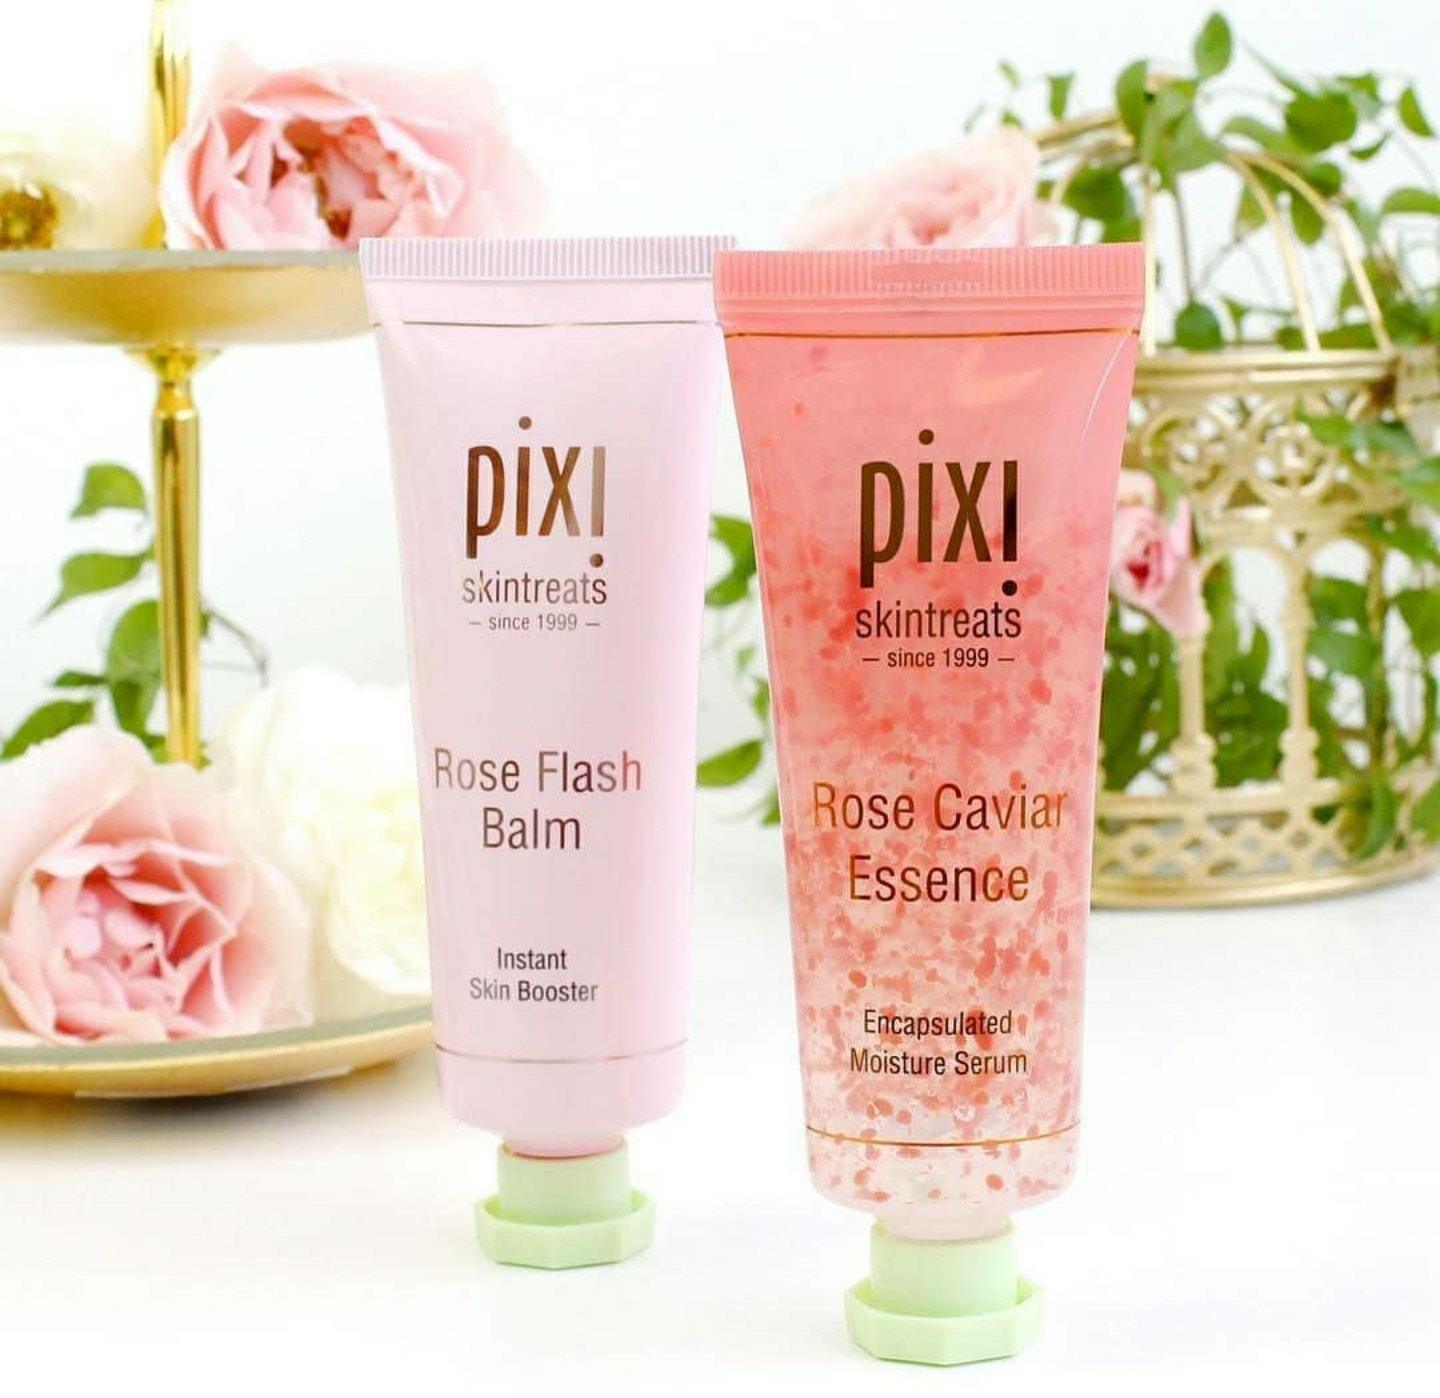 pixi
skintreats
– since 1999 –
Rose Flash
Balm
Instant
Skin Booster
pixi
skintreats
– since 1999 –
Rose Caviar
Essence
Encapsulated
Moisture Serum